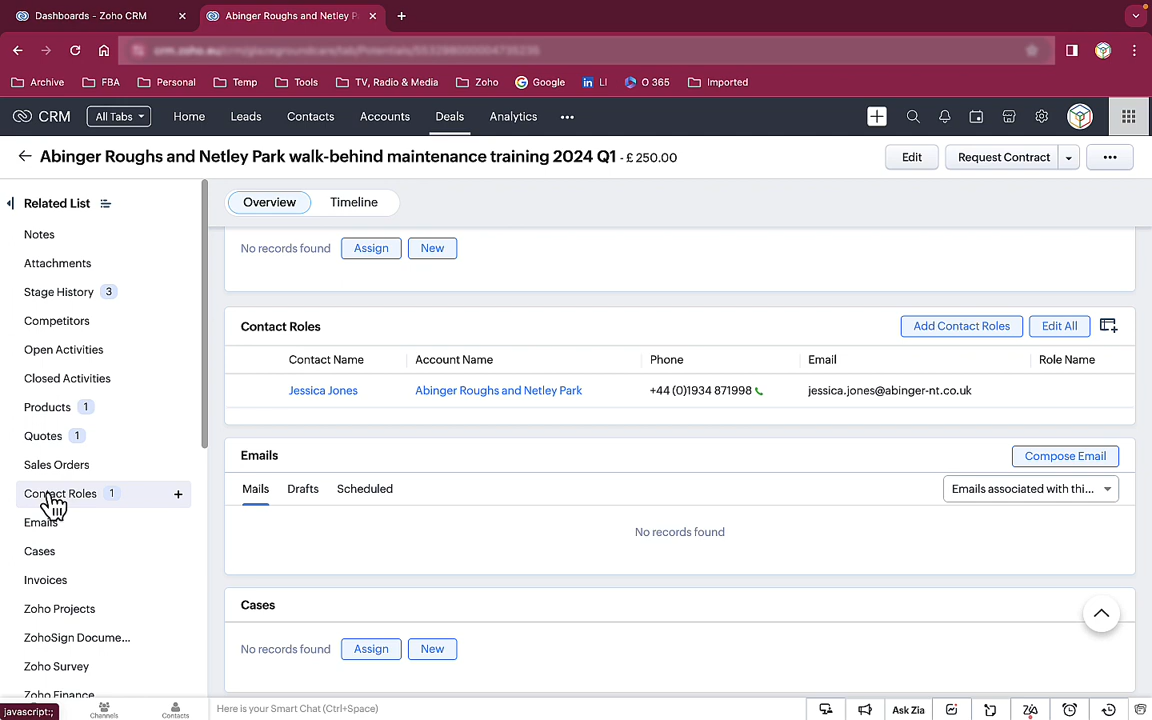 Dashboards - Zoho CRM
Abinger Roughs and Netley P
Archive
FBA
Personal
Temp
Tools
TV, Radio & Media
Zoho
Google
LI
O 365
Imported
CRM
All Tabs
Home
Leads
Contacts
Accounts
Deals
Analytics
Abinger Roughs and Netley Park walk-behind maintenance training 2024 Q1 - £ 250.00
Edit
Request Contract
Related List
Overview
Timeline
Notes
Attachments
Stage History 3
Competitors
Open Activities
Closed Activities
Products 1
Quotes 1
Sales Orders
Contact Roles 1
Emails
Cases
Invoices
Zoho Projects
ZohoSign Docume...
Zoho Survey
Zoho Finance
No records found
Assign
New
Contact Roles
Add Contact Roles
Edit All
Contact Name
Account Name
Phone
Email
Role Name
Jessica Jones
Abinger Roughs and Netley Park
+44 (0)1934 871998
jessica.jones@abinger-nt.co.uk
Emails
Compose Email
Mails
Drafts
Scheduled
Emails associated with thi...
No records found
Cases
No records found
Assign
New
javascript:;
Channels
Contacts
Here is your Smart Chat (Ctrl+Space)
Ask Zia